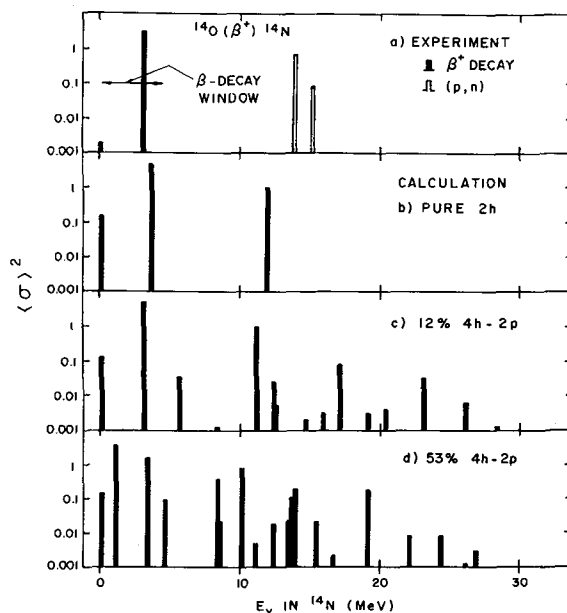 ¹⁴O(β⁺) ¹⁴N
a) EXPERIMENT
β⁺ DECAY
(p,n)
β-DECAY
WINDOW
1
0.1
0.01
0.001
CALCULATION
b) PURE 2h
1
0.1
0.01
0.001
c) 12% 4h-2p
1
0.1
0.01
0.001
d) 53% 4h-2p
1
0.1
0.01
0.001
⟨σ⟩²
0
10
20
30
Eₓ IN ¹⁴N (MeV)